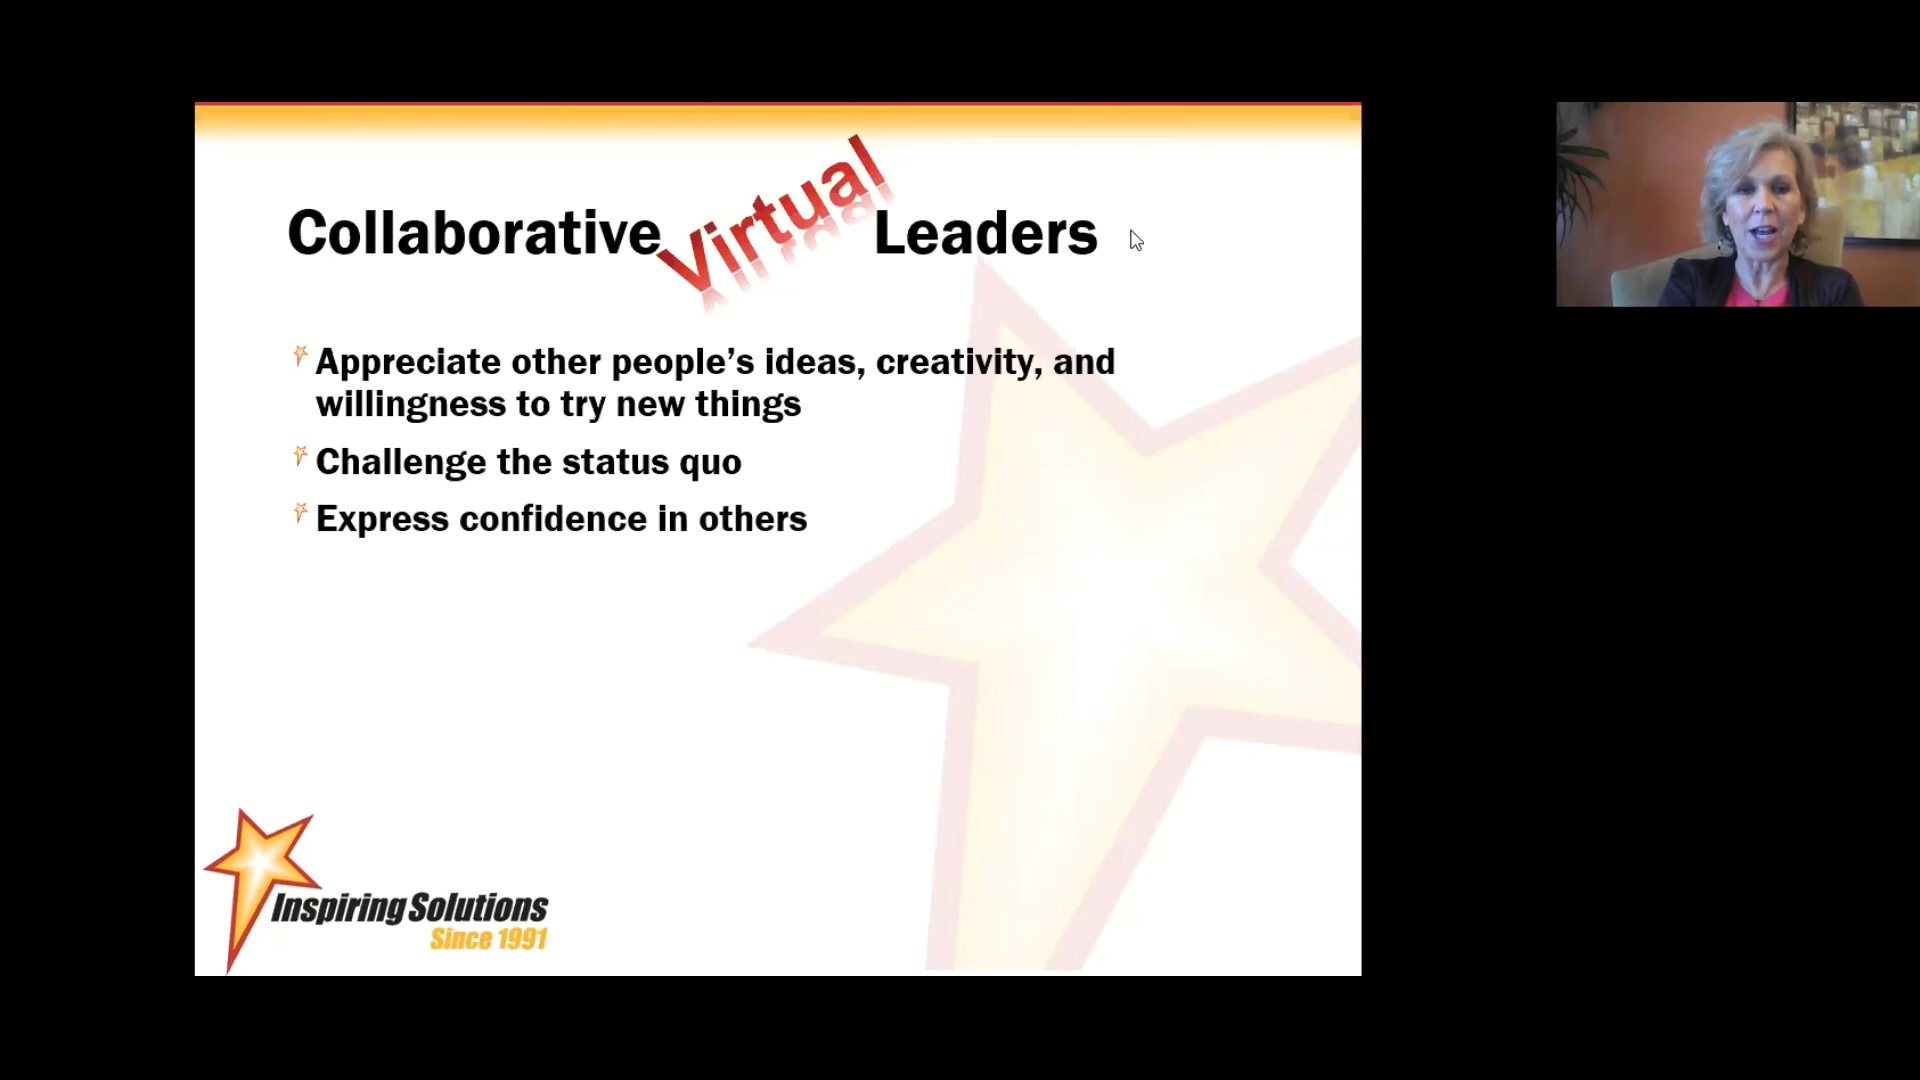 Collaborative Virtual Leaders
Appreciate other people’s ideas, creativity, and
willingness to try new things
Challenge the status quo
Express confidence in others
Inspiring Solutions
Since 1991